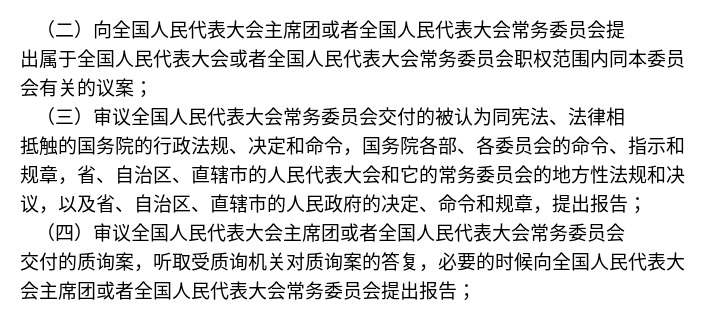 （二）向全国人民代表大会主席团或者全国人民代表大会常务委员会提
出属于全国人民代表大会或者全国人民代表大会常务委员会职权范围内同本委员
会有关的议案；
（三）审议全国人民代表大会常务委员会交付的被认为同宪法、法律相
抵触的国务院的行政法规、决定和命令，国务院各部、各委员会的命令、指示和
规章，省、自治区、直辖市的人民代表大会和它的常务委员会的地方性法规和决
议，以及省、自治区、直辖市的人民政府的决定、命令和规章，提出报告；
（四）审议全国人民代表大会主席团或者全国人民代表大会常务委员会
交付的质询案，听取受质询机关对质询案的答复，必要的时候向全国人民代表大
会主席团或者全国人民代表大会常务委员会提出报告；